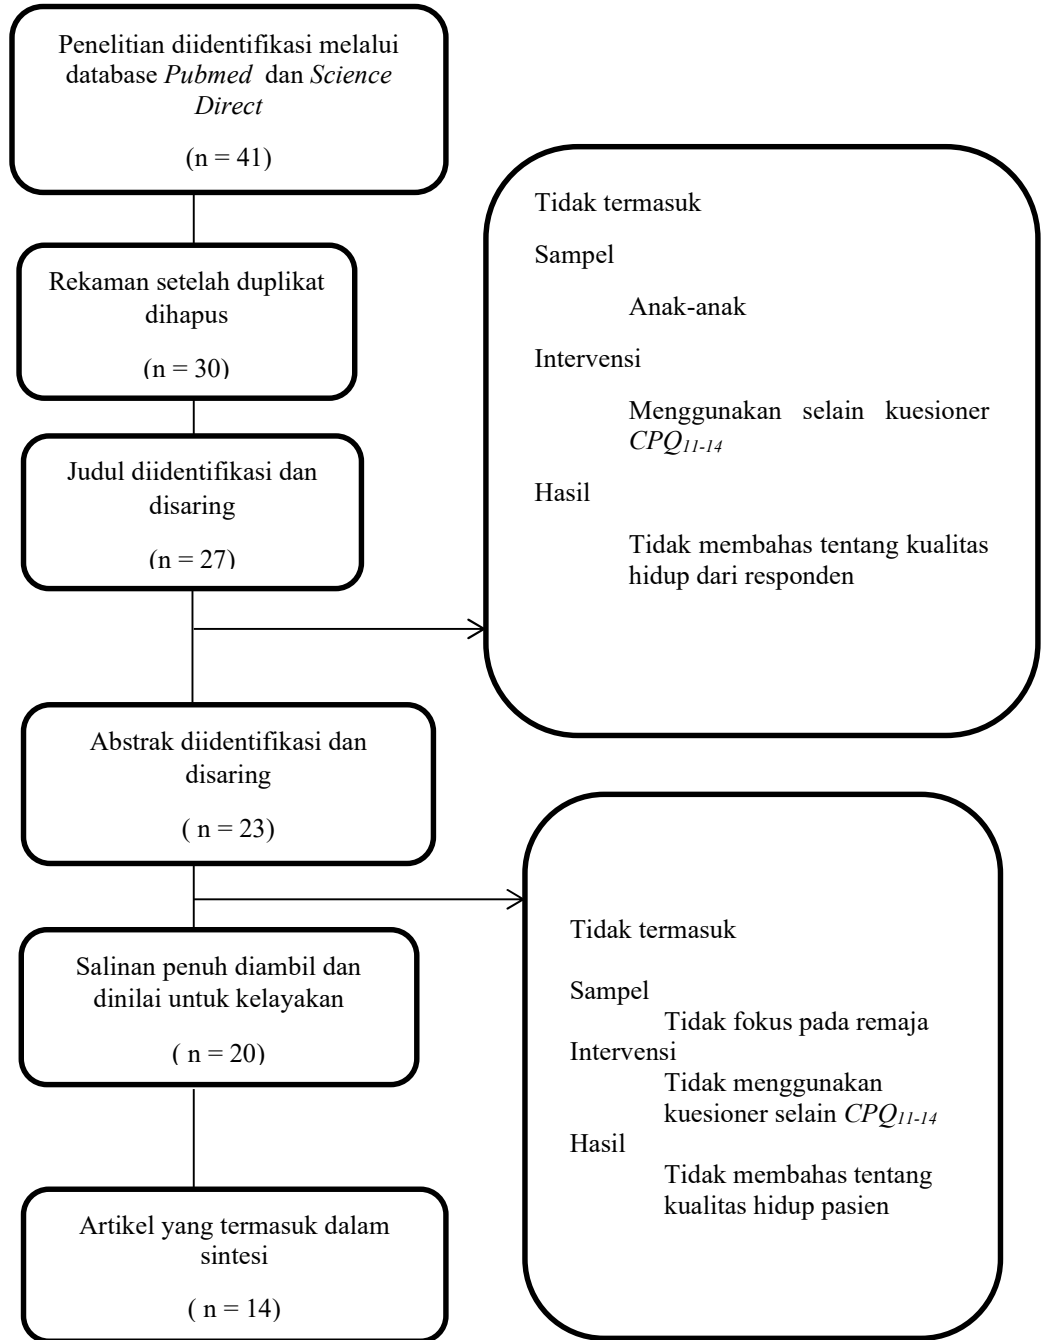 Penelitian diidentifikasi melalui
database Pubmed dan Science
Direct
(n = 41)
Rekaman setelah duplikat
dihapus
(n = 30)
Judul diidentifikasi dan
disaring
(n = 27)
Tidak termasuk
Sampel
Anak-anak
Intervensi
Menggunakan selain kuesioner
CPQ11-14
Hasil
Tidak membahas tentang kualitas
hidup dari responden
Abstrak diidentifikasi dan
disaring
( n = 23)
Salinan penuh diambil dan
dinilai untuk kelayakan
( n = 20)
Tidak termasuk
Sampel
Tidak fokus pada remaja
Intervensi
Tidak menggunakan
kuesioner selain CPQ11-14
Hasil
Tidak membahas tentang
kualitas hidup pasien
Artikel yang termasuk dalam
sintesi
( n = 14)